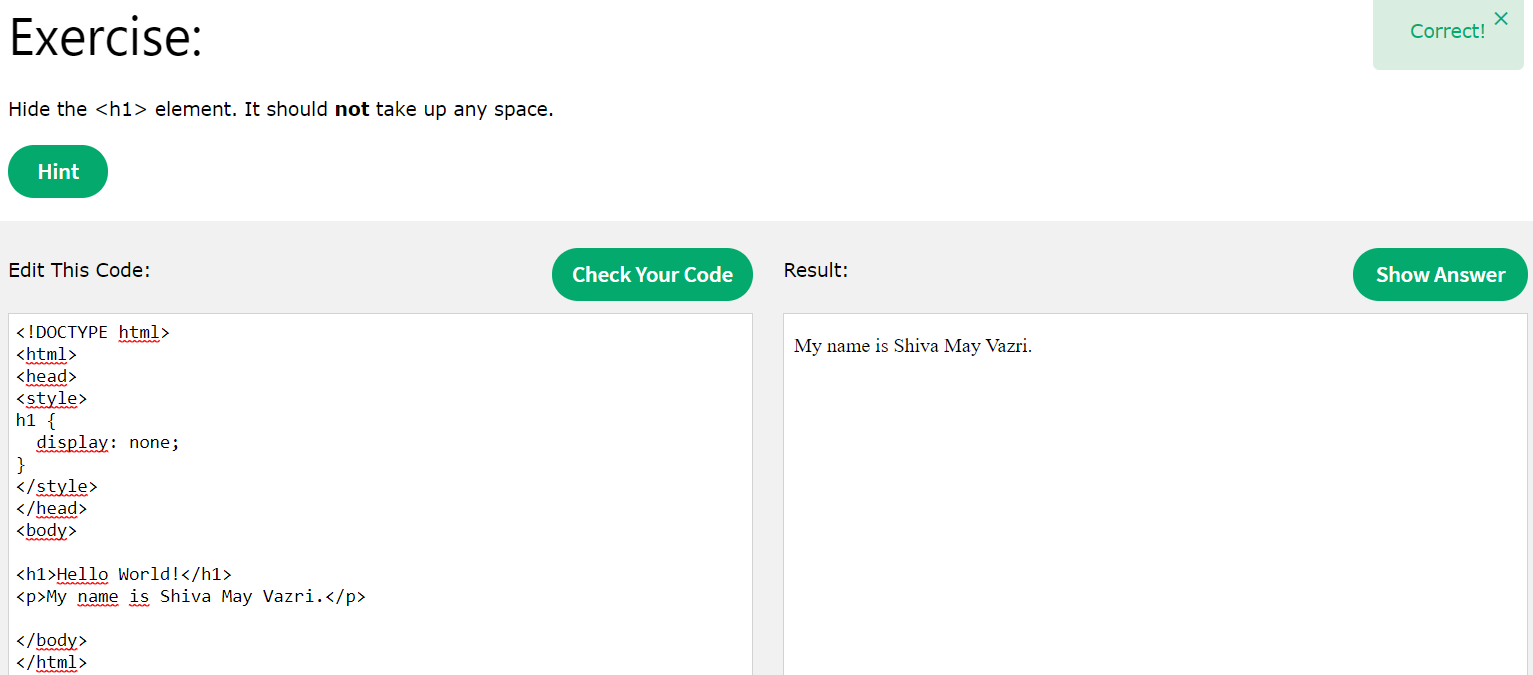 Exercise:
Correct!
×
Hide the <h1> element. It should not take up any space.
Hint
Edit This Code:
Check Your Code
Result:
Show Answer
<!DOCTYPE html>
<html>
<head>
<style>
h1 {
  display: none;
}
</style>
</head>
<body>

<h1>Hello World!</h1>
<p>My name is Shiva May Vazri.</p>

</body>
</html>
My name is Shiva May Vazri.